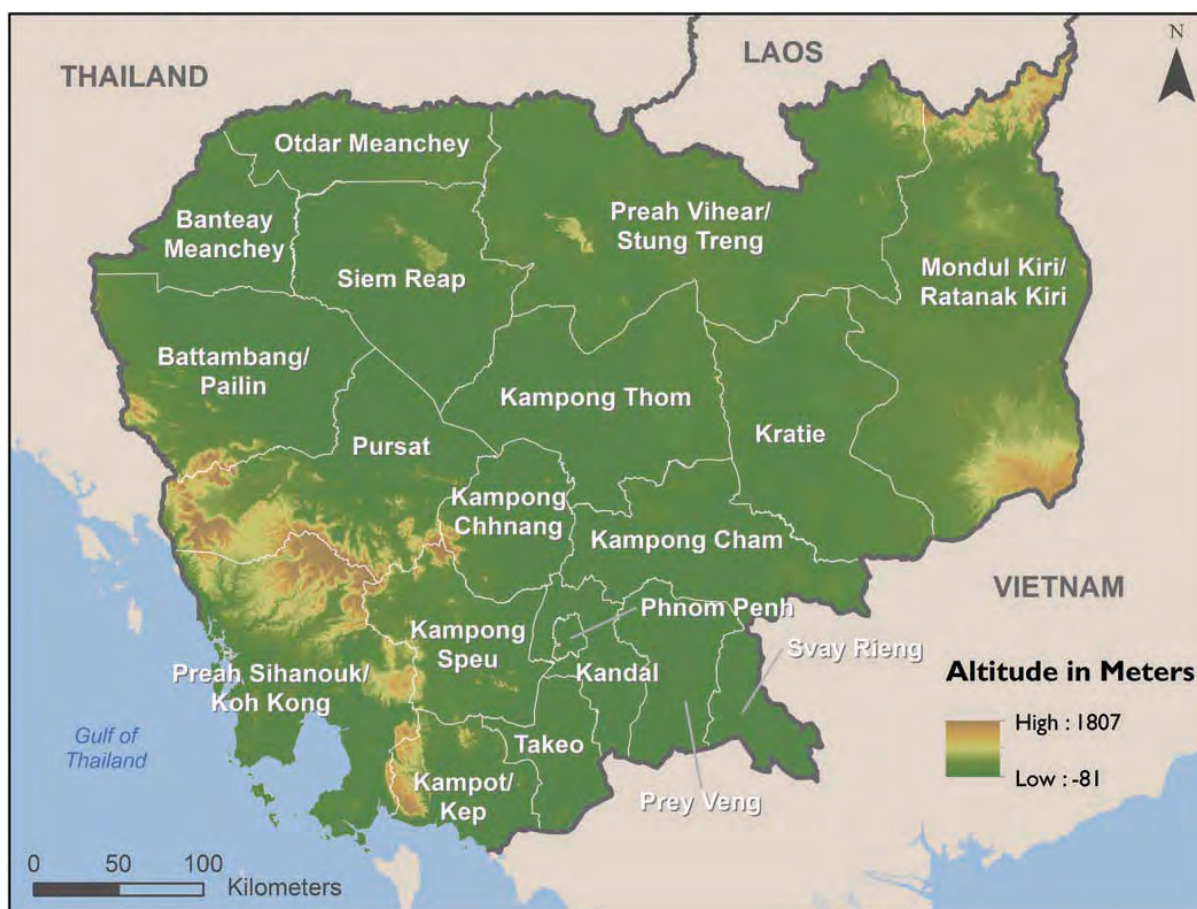 THAILAND
LAOS
N
Otdar Meanchey
Banteay
Meanchey
Siem Reap
Preah Vihear/
Stung Treng
Mondul Kiri/
Ratanak Kiri
Battambang/
Pailin
Kampong Thom
Pursat
Kratie
Kampong
Chhnang
Kampong Cham
VIETNAM
Phnom Penh
Kampong
Speu
Svay Rieng
Kandal
Preah Sihanouk/
Koh Kong
Gulf of
Thailand
Takeo
Kampot/
Kep
Prey Veng
Altitude in Meters
High : 1807
Low : -81
0 50 100
Kilometers